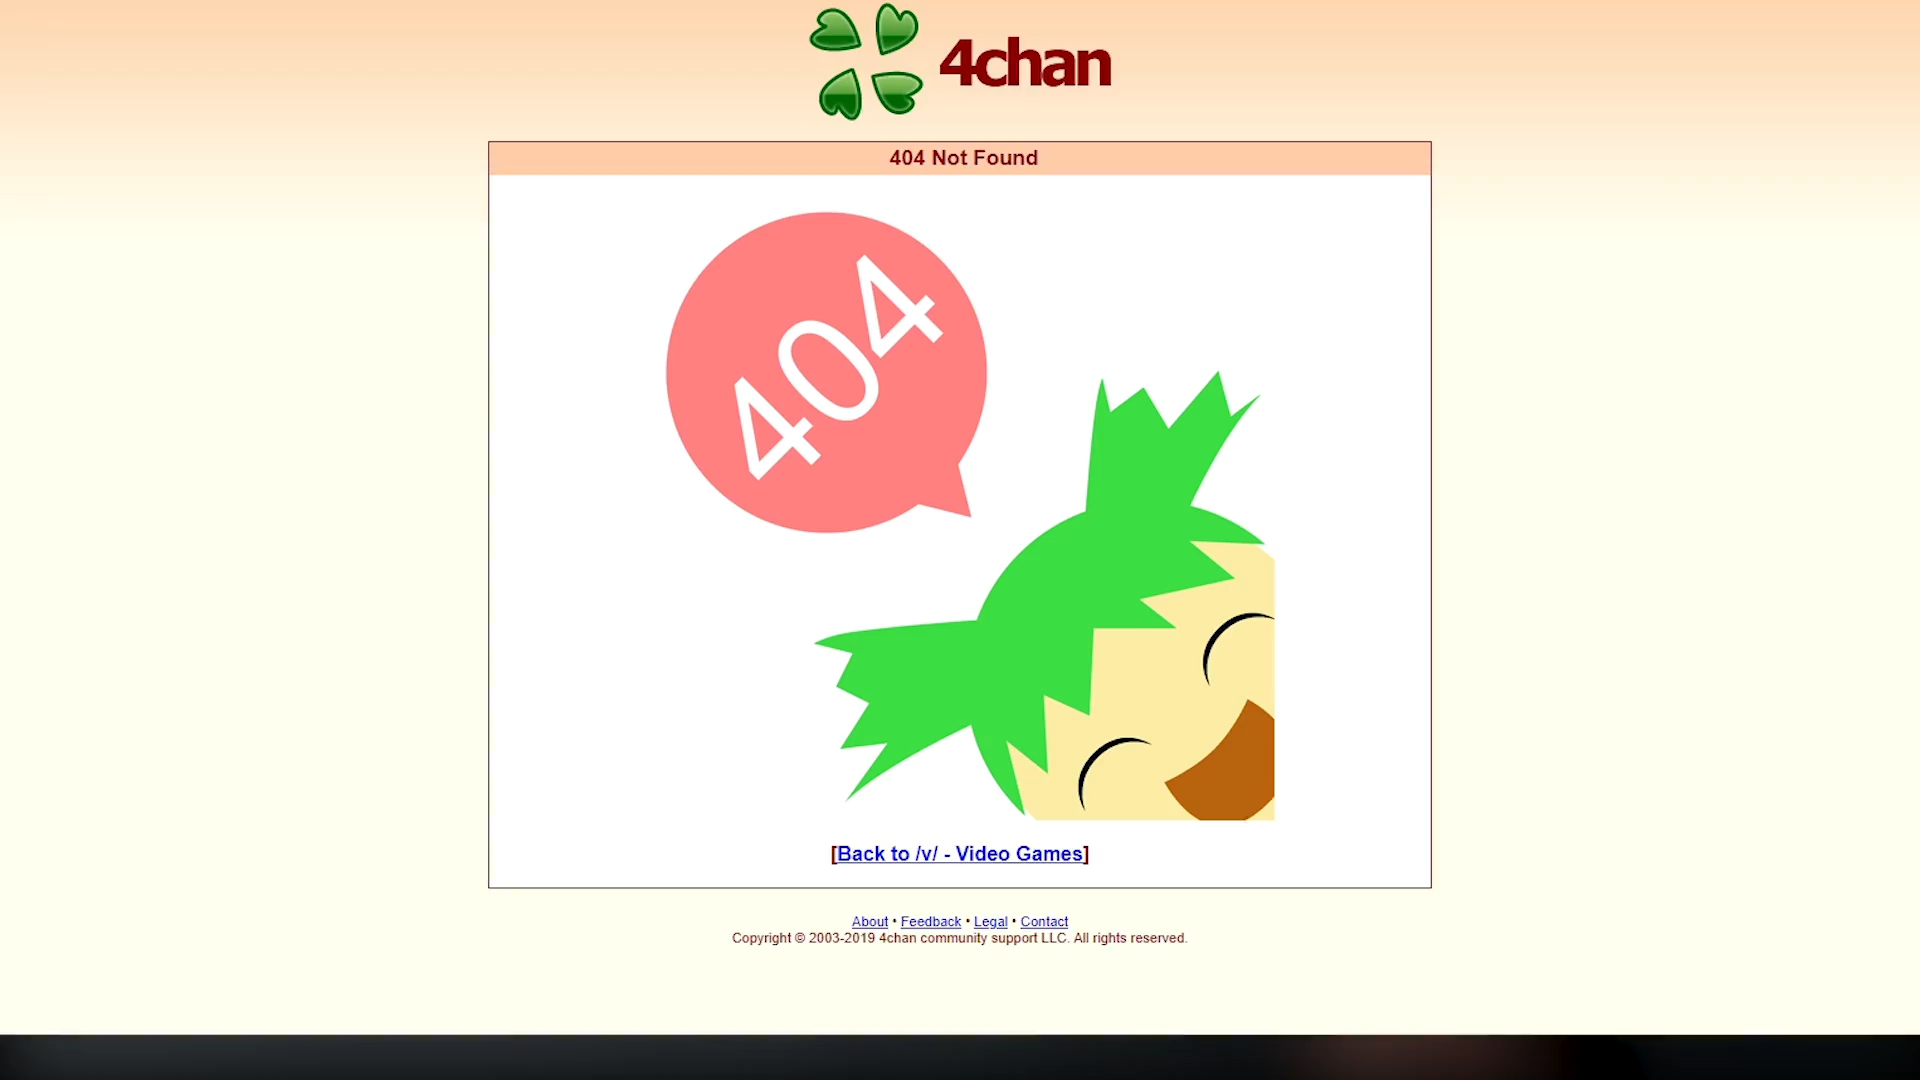 4chan
404 Not Found
404
[Back to /v/ - Video Games]
About • Feedback • Legal • Contact
Copyright © 2003-2019 4chan community support LLC. All rights reserved.